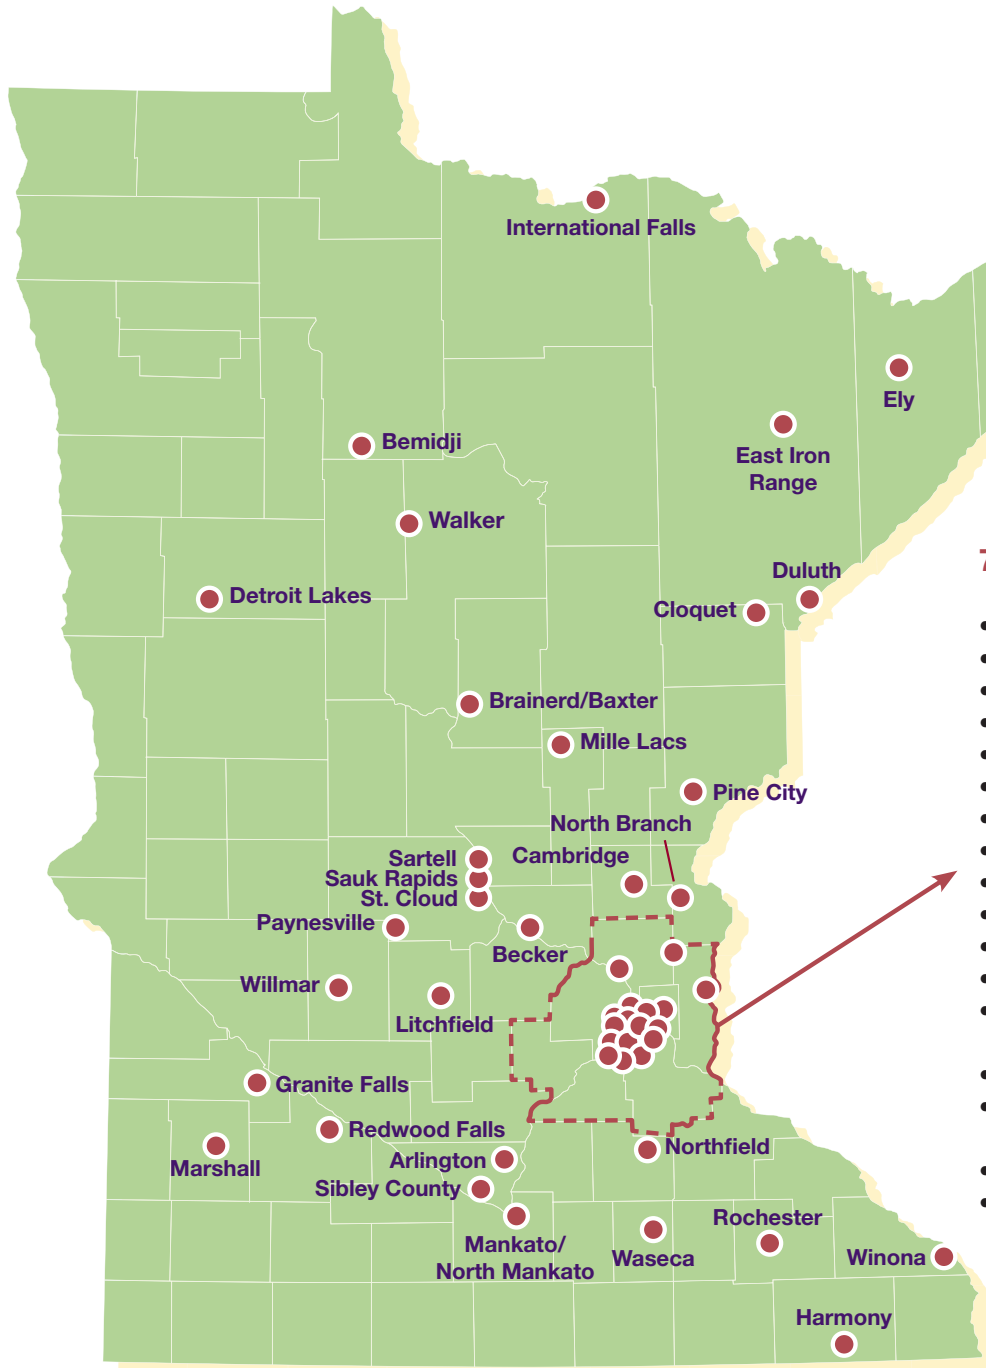 International Falls
Ely
Bemidji
East Iron
Range
Walker
Duluth
Detroit Lakes
Cloquet
Brainerd/Baxter
Mille Lacs
Pine City
North Branch
Sartell
Cambridge
Sauk Rapids
St. Cloud
Paynesville
Becker
Willmar
Litchfield
Granite Falls
Redwood Falls
Northfield
Arlington
Marshall
Sibley County
Rochester
Mankato/
North Mankato
Waseca
Winona
Harmony